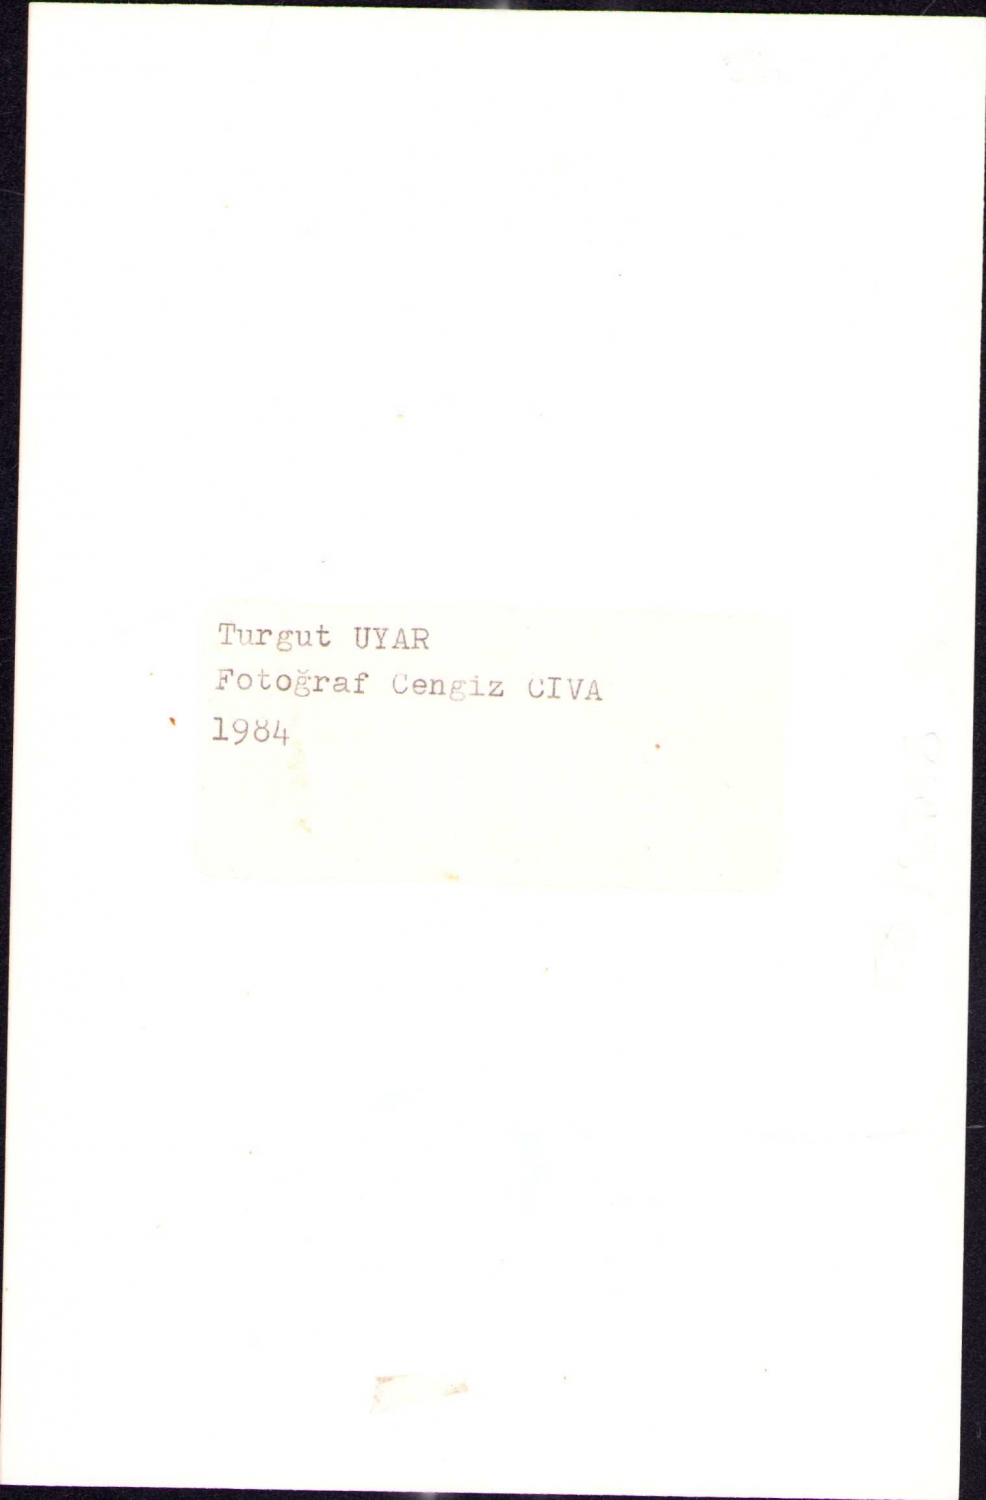 Turgut UYAR
Fotoğraf Cengiz CIVA
1984